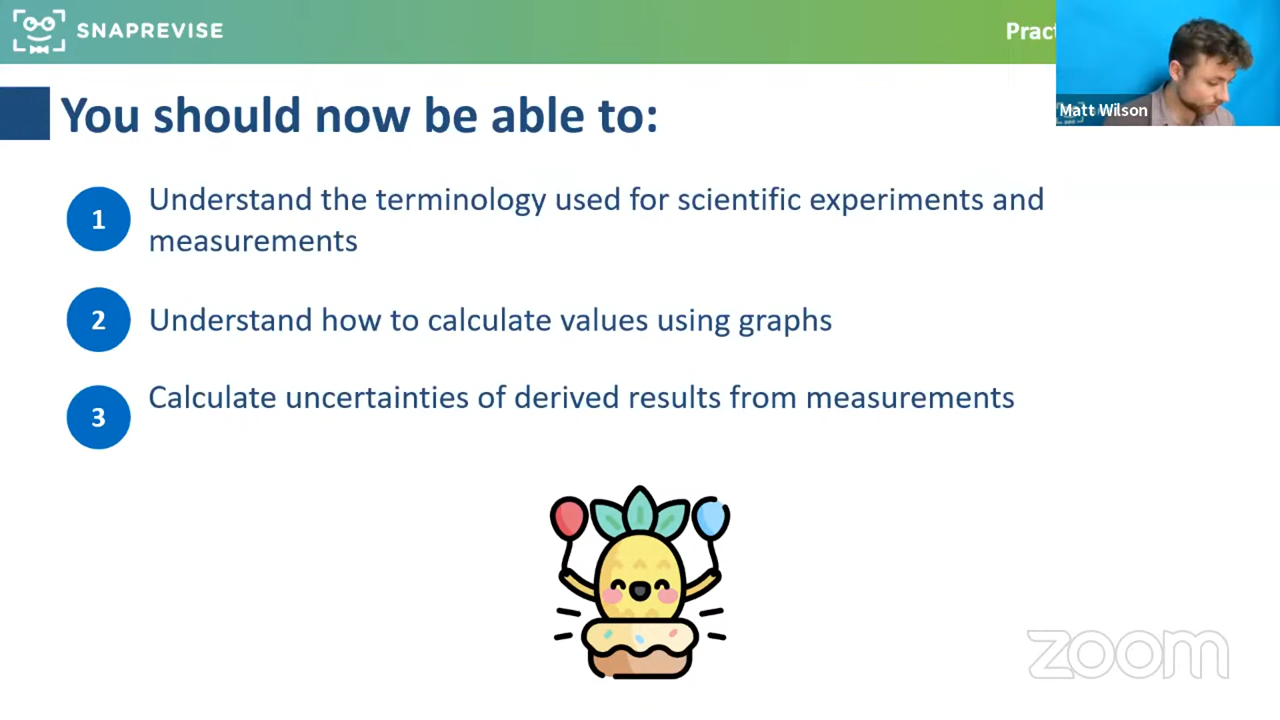 SNAPREVISE
Pract
Matt Wilson
You should now be able to:
1
Understand the terminology used for scientific experiments and
measurements
2
Understand how to calculate values using graphs
3
Calculate uncertainties of derived results from measurements
zoom